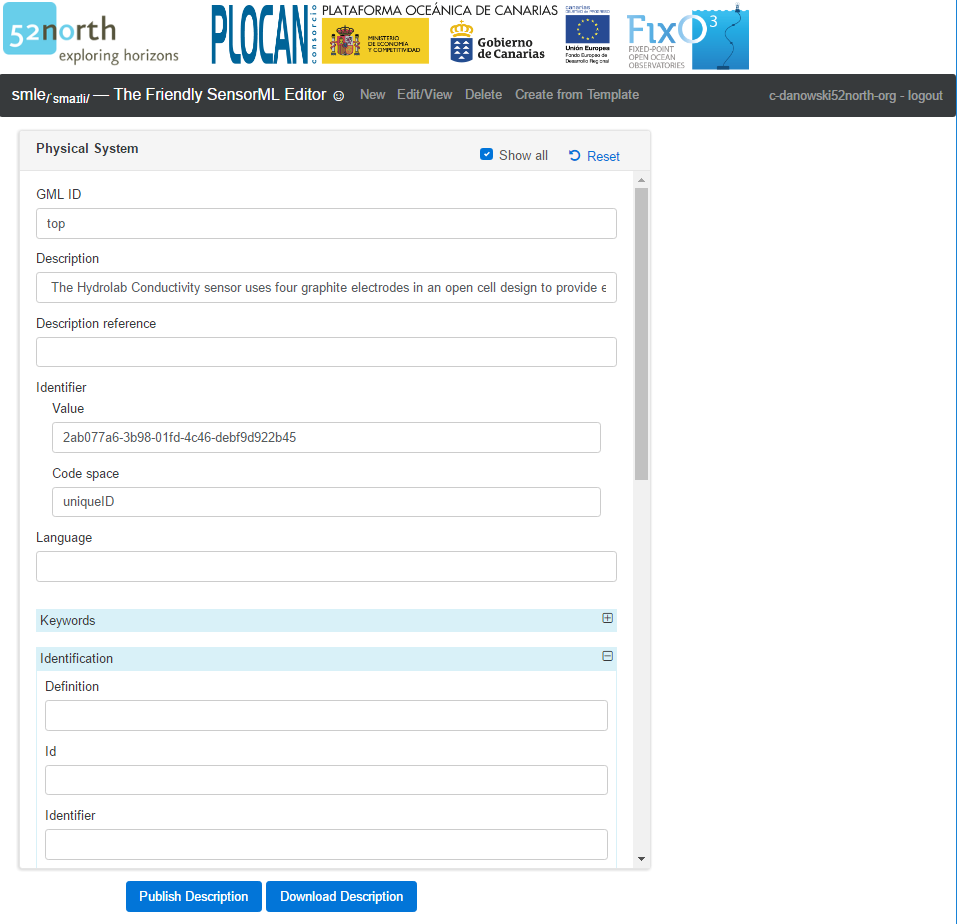 52north
exploring horizons
PLOCAN
consorcio
PLATAFORMA OCEÁNICA DE CANARIAS
MINISTERIO
DE ECONOMÍA
Y COMPETITIVIDAD
Gobierno
de Canarias
canarias
Unión Europea
Fondo Europeo de
Desarrollo Regional
FixO3
FIXED-POINT
OPEN OCEAN
OBSERVATORIES
smle/ˈsmaɪli/ — The Friendly SensorML Editor ☺ New Edit/View Delete Create from Template c-danowski52north-org - logout
Physical System
Show all Reset
GML ID
top
Description
The Hydrolab Conductivity sensor uses four graphite electrodes in an open cell design to provide e
Description reference
Identifier
Value
2ab077a6-3b98-01fd-4c46-debf9d922b45
Code space
uniqueID
Language
Keywords
Identification
Definition
Id
Identifier
Publish Description Download Description